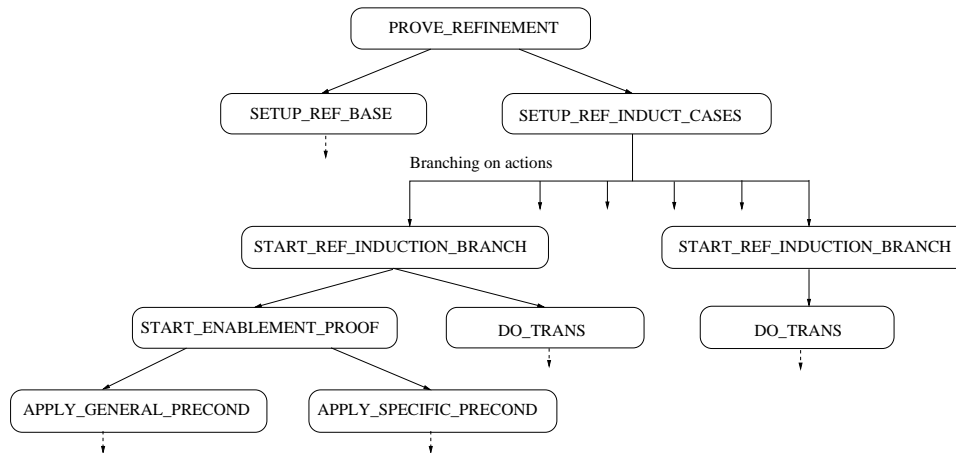 PROVE_REFINEMENT
SETUP_REF_BASE
SETUP_REF_INDUCT_CASES
Branching on actions
START_REF_INDUCTION_BRANCH
START_REF_INDUCTION_BRANCH
START_ENABLEMENT_PROOF
DO_TRANS
DO_TRANS
APPLY_GENERAL_PRECOND
APPLY_SPECIFIC_PRECOND